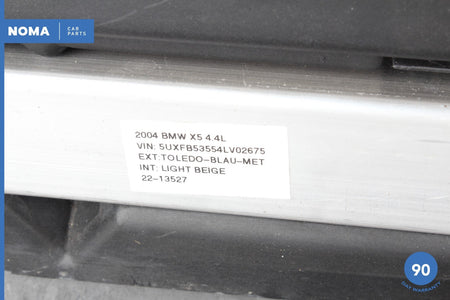 NOMA CAR PARTS
2004 BMW X5 4.4L
VIN: 5UXFB53554LV02675
EXT:TOLEDO-BLAU-MET
INT: LIGHT BEIGE
22-13527
90
DAY WARRANTY